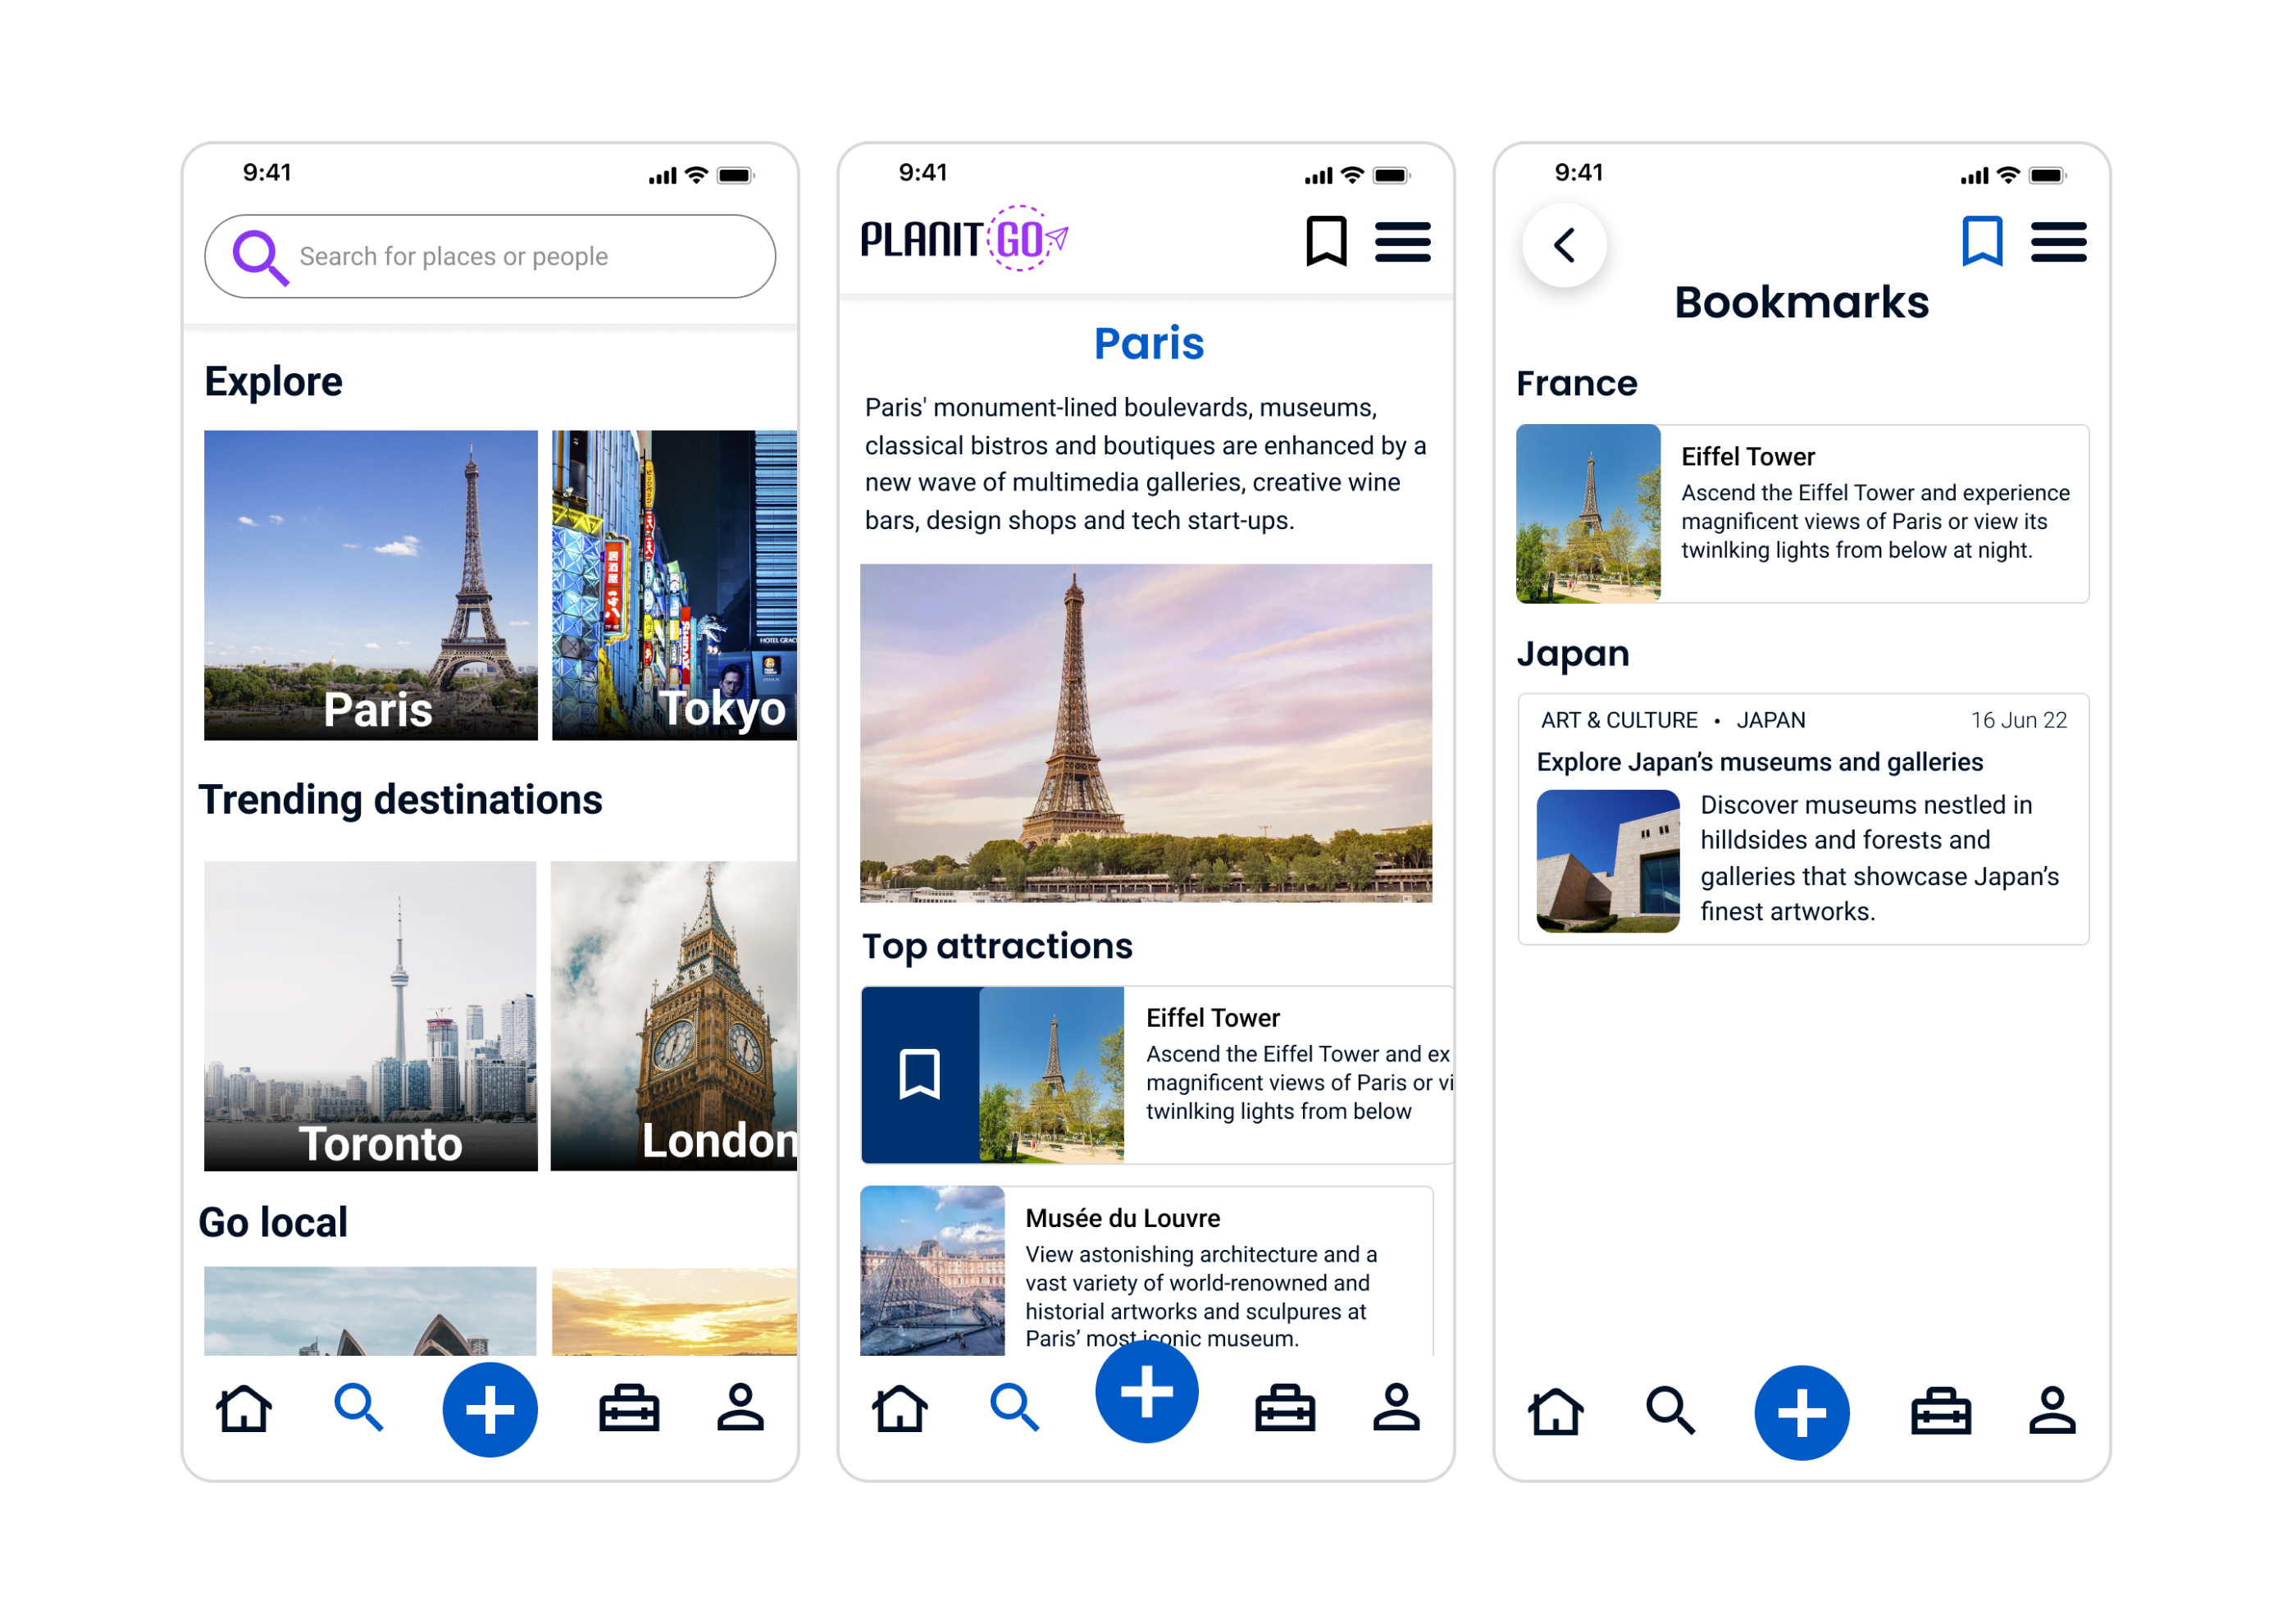 9:41
Search for places or people
Explore
居酒屋
HOTEL GRAC
Paris
Tokyo
Trending destinations
Toronto
London
Go local
9:41
PLANIT GO
Paris
Paris' monument-lined boulevards, museums,
classical bistros and boutiques are enhanced by a
new wave of multimedia galleries, creative wine
bars, design shops and tech start-ups.
Top attractions
Eiffel Tower
Ascend the Eiffel Tower and ex
magnificent views of Paris or vi
twinlking lights from below
Musée du Louvre
View astonishing architecture and a
vast variety of world-renowned and
historial artworks and sculpures at
Paris’ most iconic museum.
9:41
Bookmarks
France
Eiffel Tower
Ascend the Eiffel Tower and experience
magnificent views of Paris or view its
twinlking lights from below at night.
Japan
ART & CULTURE • JAPAN 16 Jun 22
Explore Japan’s museums and galleries
Discover museums nestled in
hilldsides and forests and
galleries that showcase Japan’s
finest artworks.